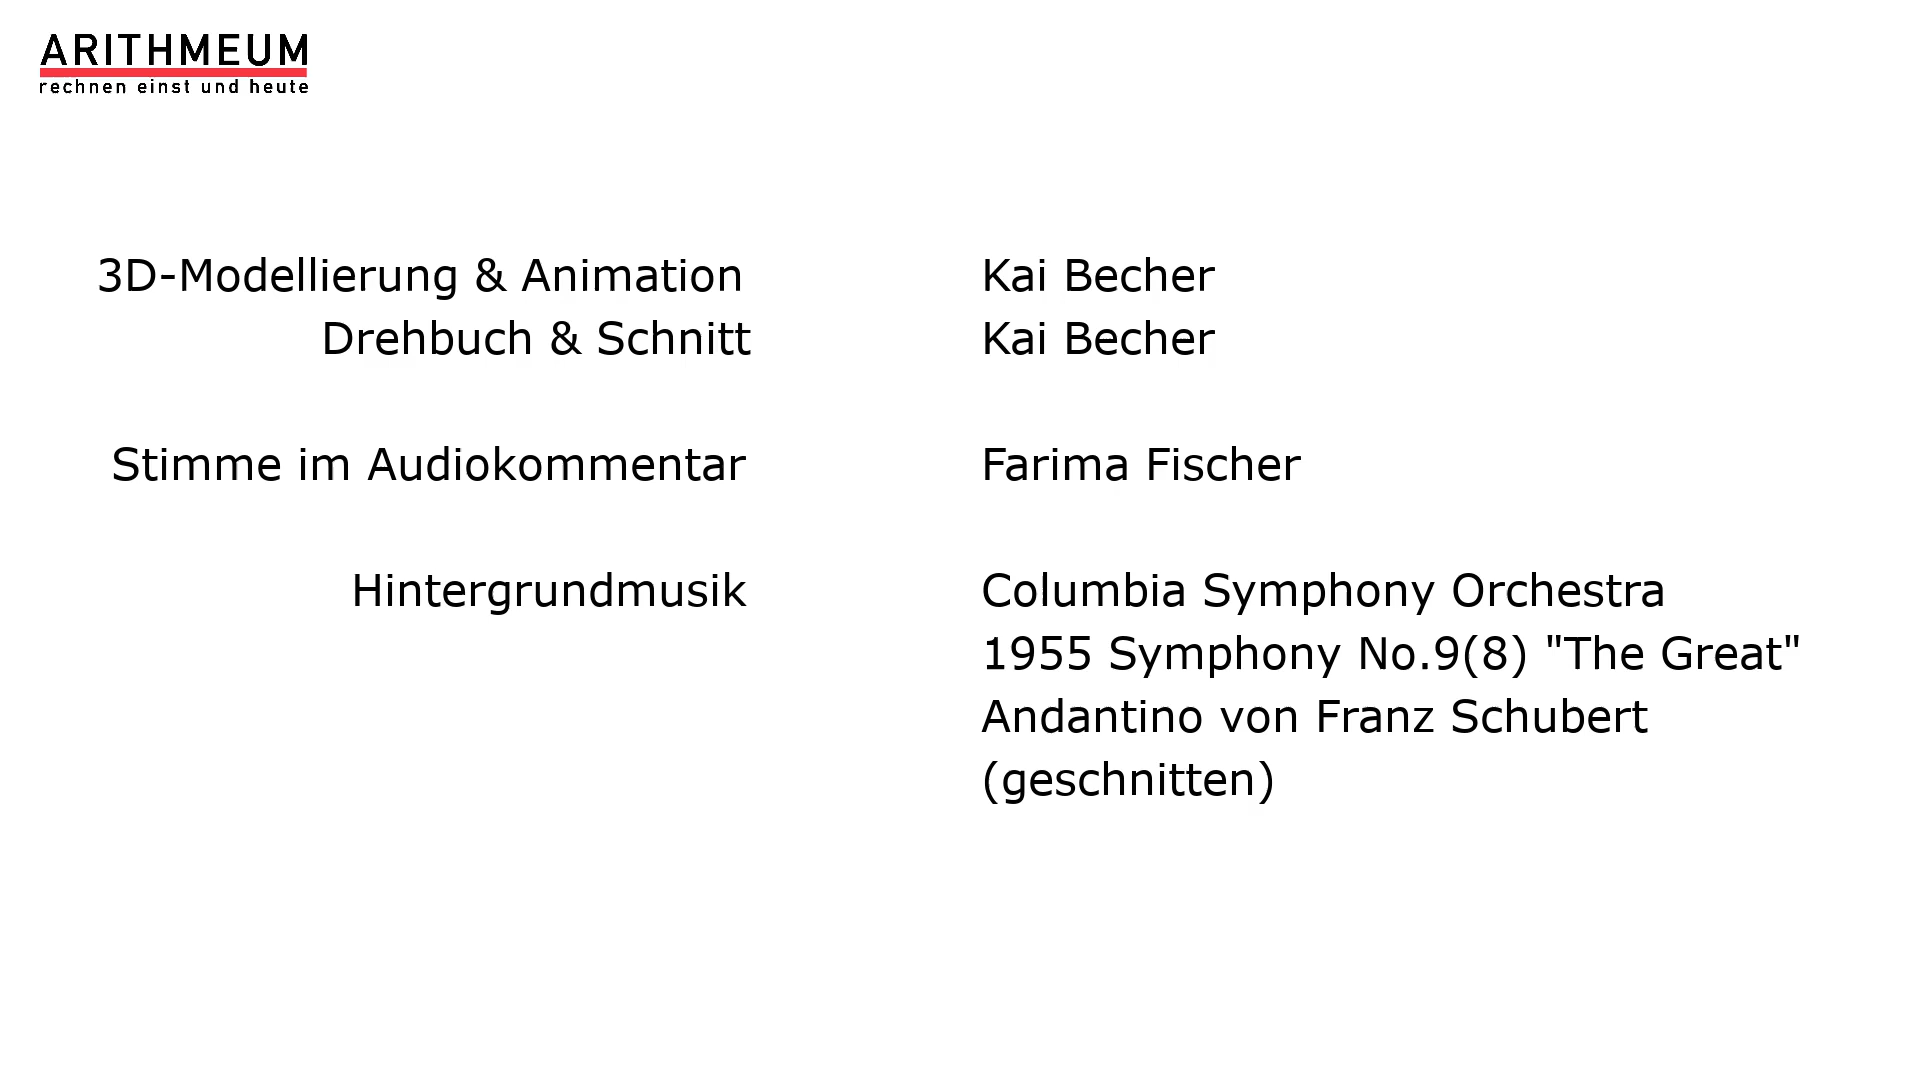 ARITHMEUM
rechnen einst und heute
3D-Modellierung & Animation Kai Becher
Drehbuch & Schnitt Kai Becher
Stimme im Audiokommentar Farima Fischer
Hintergrundmusik Columbia Symphony Orchestra
1955 Symphony No.9(8) "The Great"
Andantino von Franz Schubert
(geschnitten)